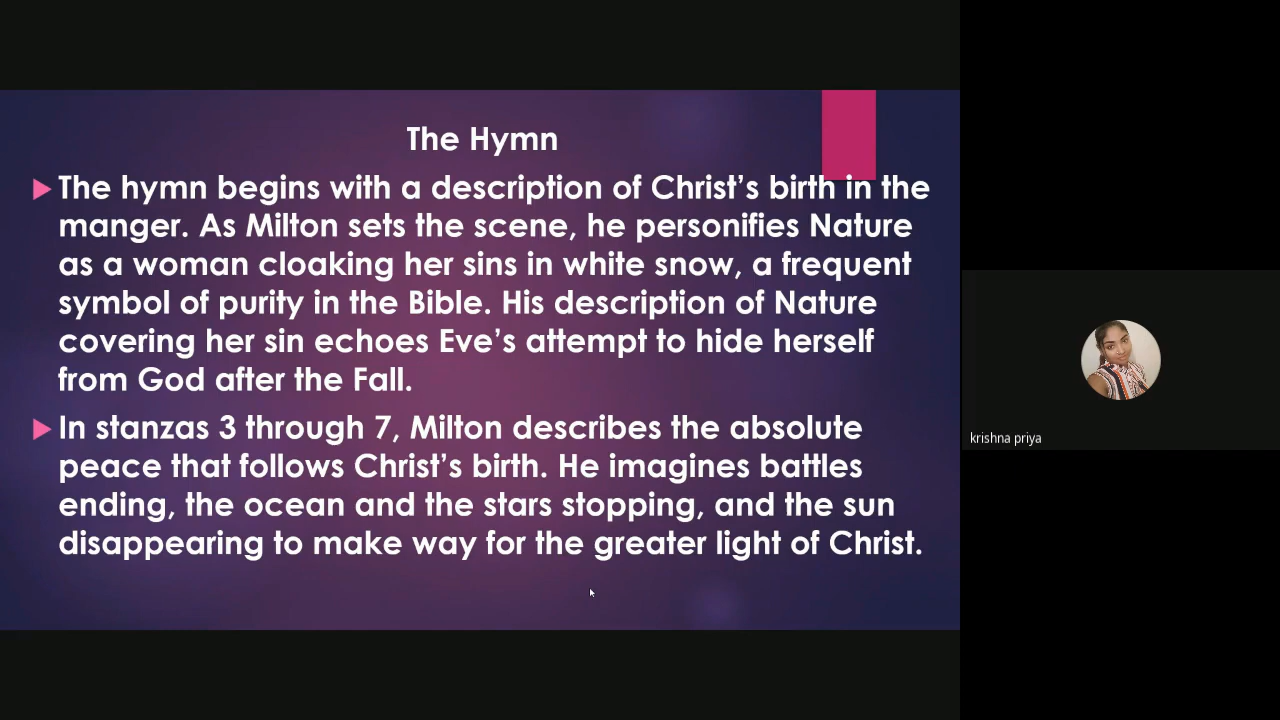 The Hymn
The hymn begins with a description of Christ’s birth in the
manger. As Milton sets the scene, he personifies Nature
as a woman cloaking her sins in white snow, a frequent
symbol of purity in the Bible. His description of Nature
covering her sin echoes Eve’s attempt to hide herself
from God after the Fall.
In stanzas 3 through 7, Milton describes the absolute
peace that follows Christ’s birth. He imagines battles
ending, the ocean and the stars stopping, and the sun
disappearing to make way for the greater light of Christ.
krishna priya